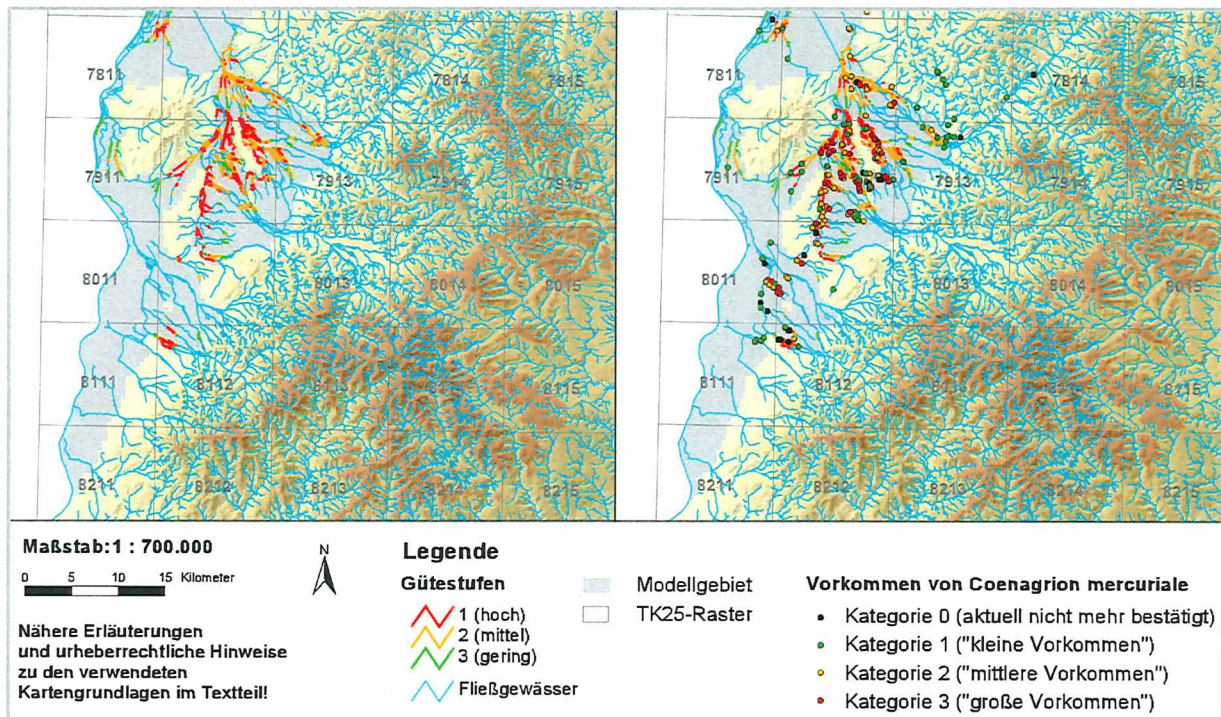 7811
7814
7815
7911
7913
7914
7915
8011
8013
8014
8015
8111
8112
8113
8114
8115
8211
8212
8213
8214
8215
7811
7814
7815
7911
7913
7914
7915
8011
8013
8014
8015
8111
8112
8113
8114
8115
8211
8212
8213
8214
8215
Maßstab:1 : 700.000
0 5 10 15 Kilometer
N
Nähere Erläuterungen
und urheberrechtliche Hinweise
zu den verwendeten
Kartengrundlagen im Textteil!
Legende
Gütestufen
1 (hoch)
2 (mittel)
3 (gering)
Fließgewässer
Modellgebiet
TK25-Raster
Vorkommen von Coenagrion mercuriale
Kategorie 0 (aktuell nicht mehr bestätigt)
Kategorie 1 ("kleine Vorkommen")
Kategorie 2 ("mittlere Vorkommen")
Kategorie 3 ("große Vorkommen")